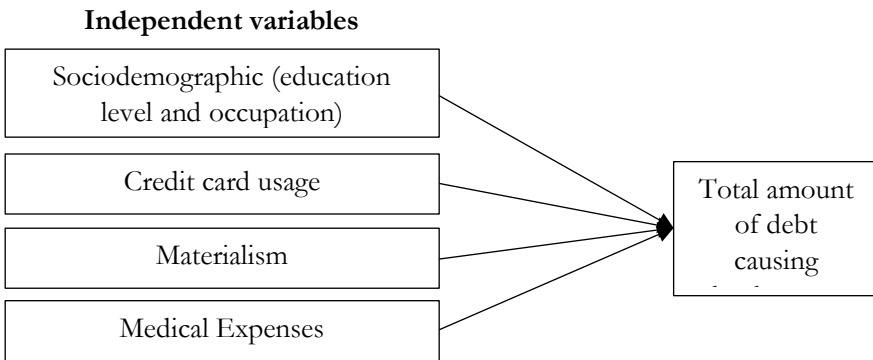 Independent variables
Sociodemographic (education
level and occupation)
Credit card usage
Materialism
Medical Expenses
Total amount
of debt
causing